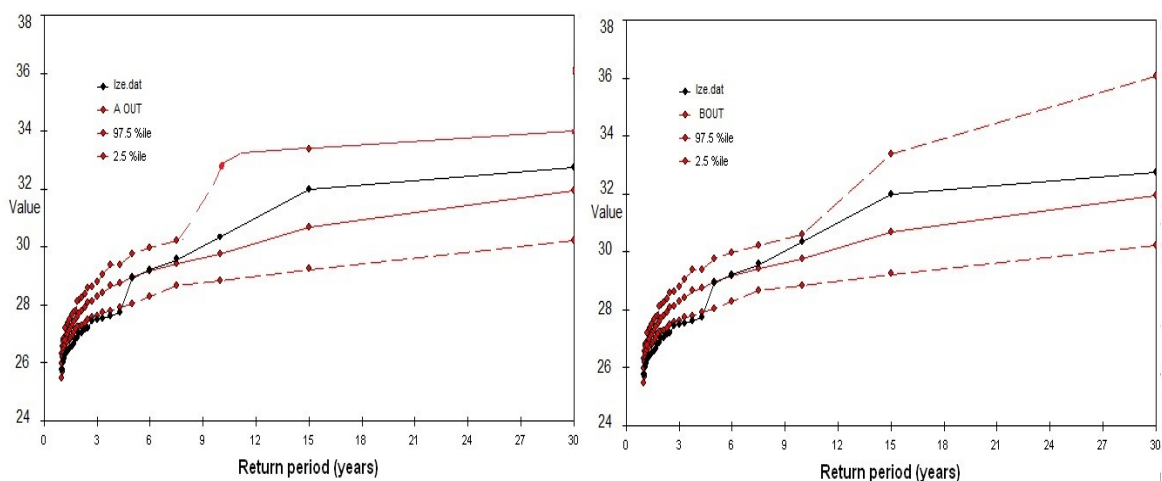 38
36
34
32
Value
30
28
26
24
Ize.dat
A OUT
97.5 %ile
2.5 %ile
0 3 6 9 12 15 18 21 24 27 30
Return period (years)
38
36
34
32
Value
30
28
26
24
Ize.dat
BOUT
97.5 %ile
2.5 %ile
0 3 6 9 12 15 18 21 24 27 30
Return period (years)